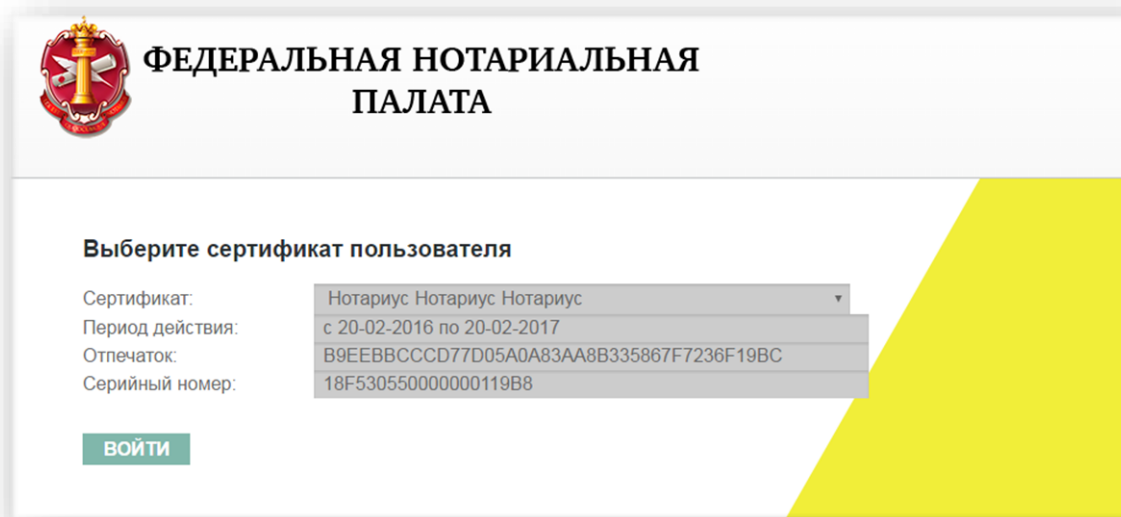 ФЕДЕРАЛЬНАЯ НОТАРИАЛЬНАЯ
ПАЛАТА
Выберите сертификат пользователя
Сертификат: Нотариус Нотариус Нотариус
Период действия: с 20-02-2016 по 20-02-2017
Отпечаток: B9EEBBCCCD77D05A0A83AA8B335867F7236F19BC
Серийный номер: 18F530550000000119B8
ВОЙТИ